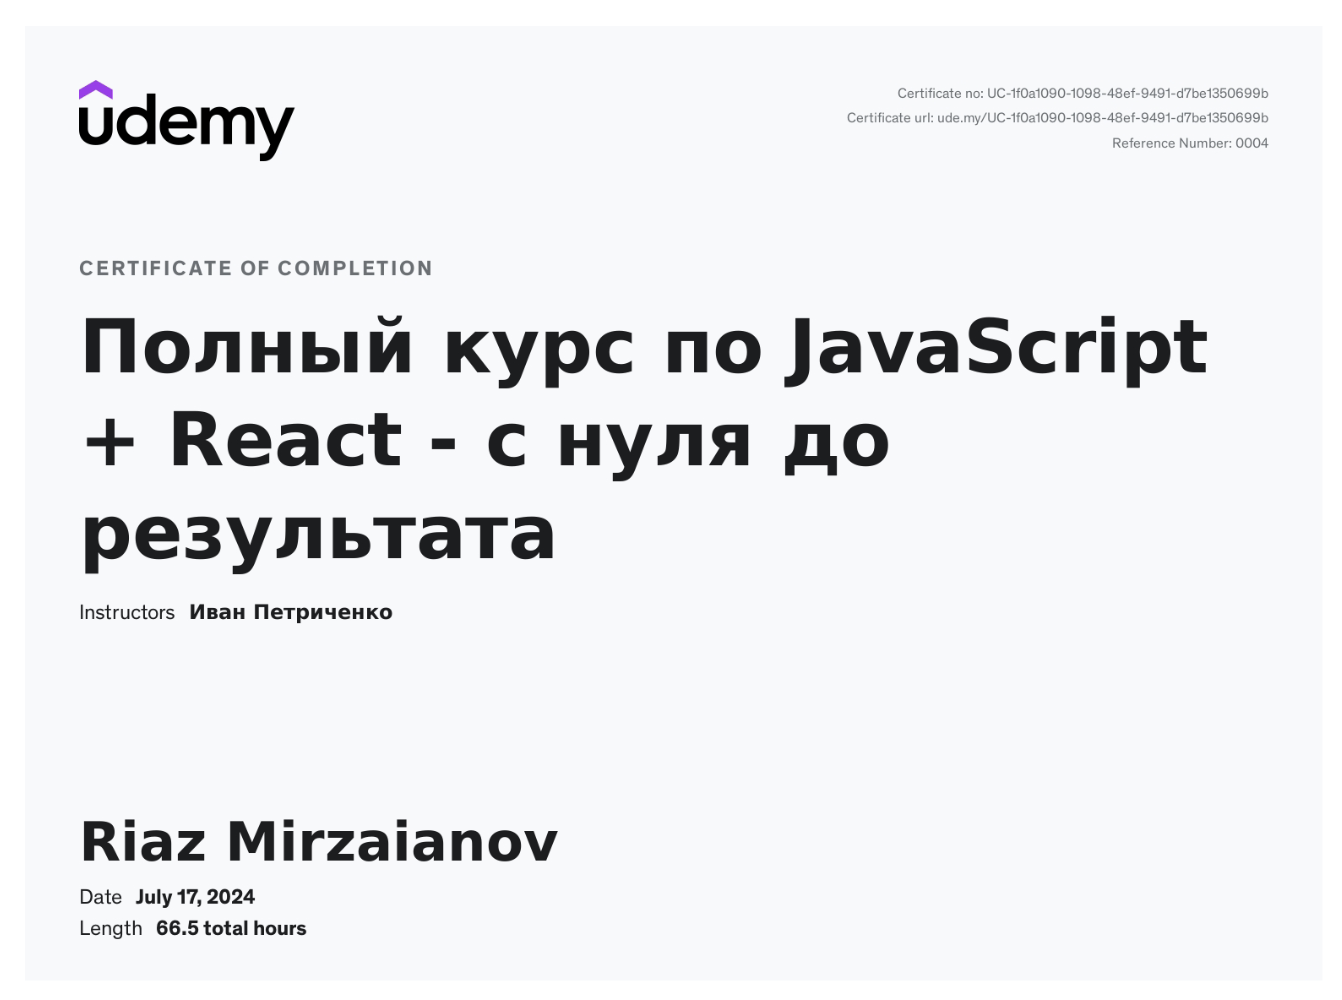 udemy
Certificate no: UC-1f0a1090-1098-48ef-9491-d7be1350699b
Certificate url: ude.my/UC-1f0a1090-1098-48ef-9491-d7be1350699b
Reference Number: 0004
CERTIFICATE OF COMPLETION
Полный курс по JavaScript
+ React - с нуля до
результата
Instructors Иван Петриченко
Riaz Mirzaianov
Date July 17, 2024
Length 66.5 total hours